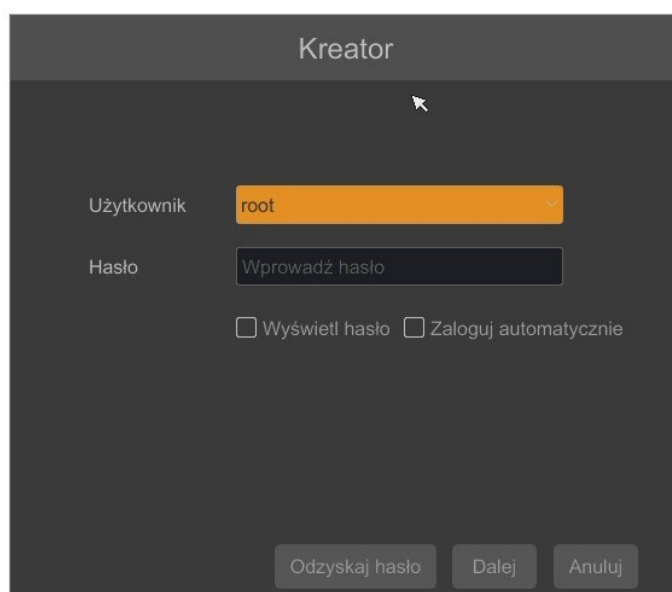 Kreator
Użytkownik root
Hasło Wprowadź hasło
Wyświetl hasło Zaloguj automatycznie
Odzyskaj hasło Dalej Anuluj